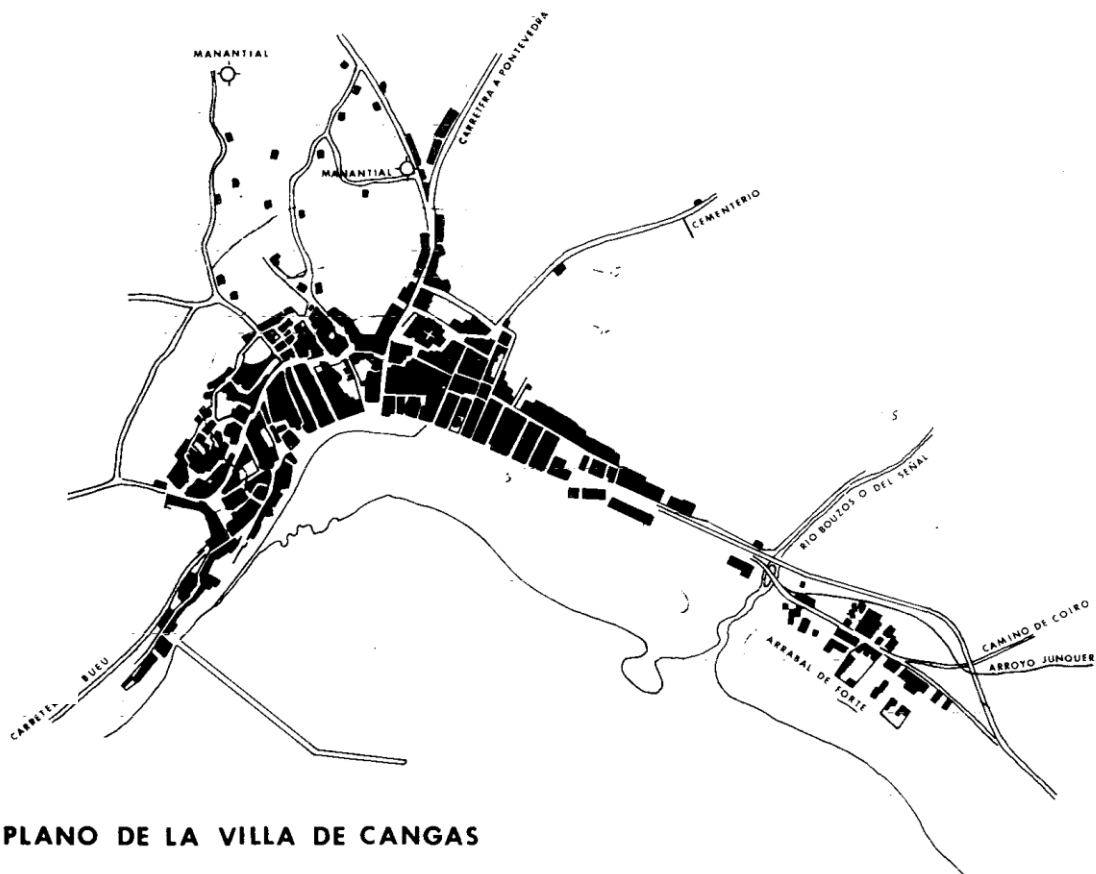 MANANTIAL
CARRETERA A PONTEVEDRA
MANANTIAL
CEMENTERIO
RIO BOUZOS O DEL SEÑAL
CAMINO DE COIRO
ARROYO JUNQUER
ARRABAL DE FORTE
CARRETE BUEU
PLANO DE LA VILLA DE CANGAS